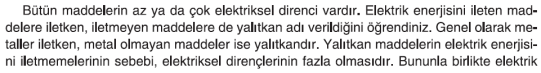 Bütün maddelerin az ya da çok elektriksel direnci vardır. Elektrik enerjisini ileten mad-
delere iletken, iletmeyen maddelere de yalıtkan adı verildiğini öğrendiniz. Genel olarak me-
taller iletken, metal olmayan maddeler ise yalıtkandır. Yalıtkan maddelerin elektrik enerjisi-
ni iletmemelerinin sebebi, elektriksel dirençlerinin fazla olmasıdır. Bununla birlikte elektrik